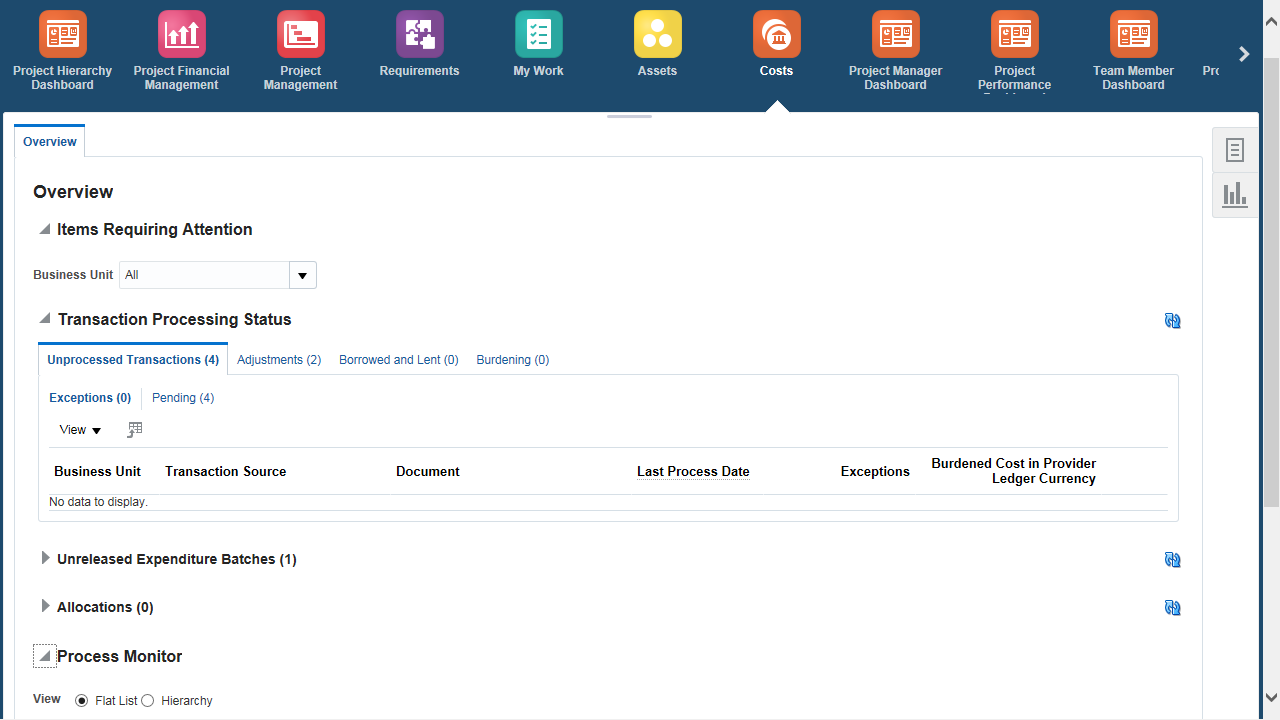 Project Hierarchy Dashboard
Project Financial Management
Project Management
Requirements
My Work
Assets
Costs
Project Manager Dashboard
Project Performance
Team Member Dashboard
Overview
Overview
Items Requiring Attention
Business Unit All
Transaction Processing Status
Unprocessed Transactions (4) Adjustments (2) Borrowed and Lent (0) Burdening (0)
Exceptions (0) Pending (4)
View
Business Unit Transaction Source Document Last Process Date Exceptions Burdened Cost in Provider
Ledger Currency
No data to display.
Unreleased Expenditure Batches (1)
Allocations (0)
Process Monitor
View Flat List Hierarchy